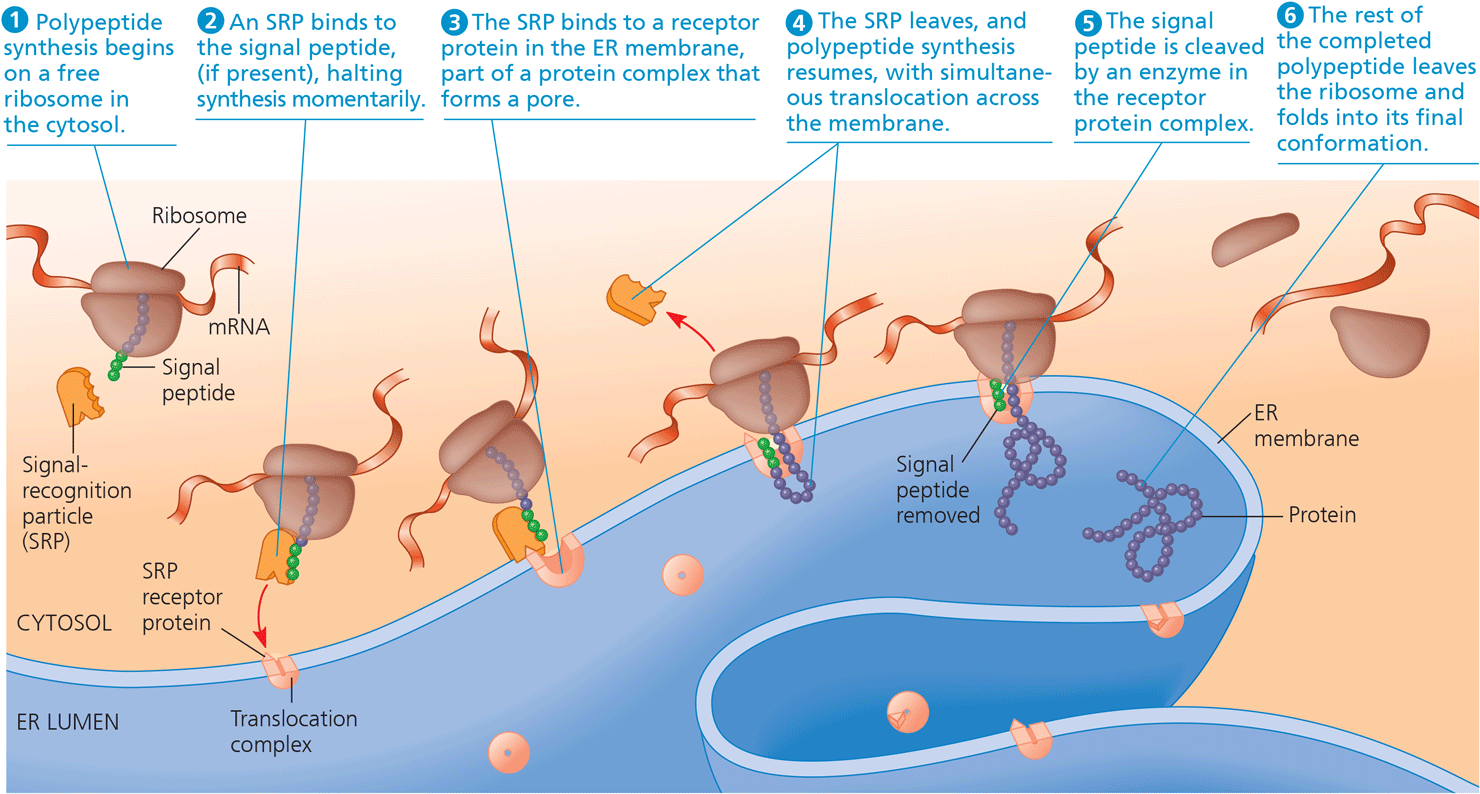 1 Polypeptide
synthesis begins
on a free
ribosome in
the cytosol.
2 An SRP binds to
the signal peptide,
(if present), halting
synthesis momentarily.
3 The SRP binds to a receptor
protein in the ER membrane,
part of a protein complex that
forms a pore.
4 The SRP leaves, and
polypeptide synthesis
resumes, with simultane-
ous translocation across
the membrane.
5 The signal
peptide is cleaved
by an enzyme in
the receptor
protein complex.
6 The rest of
the completed
polypeptide leaves
the ribosome and
folds into its final
conformation.
Ribosome
mRNA
Signal
peptide
Signal-
recognition
particle
(SRP)
SRP
receptor
protein
CYTOSOL
ER LUMEN
Translocation
complex
Signal
peptide
removed
ER
membrane
Protein